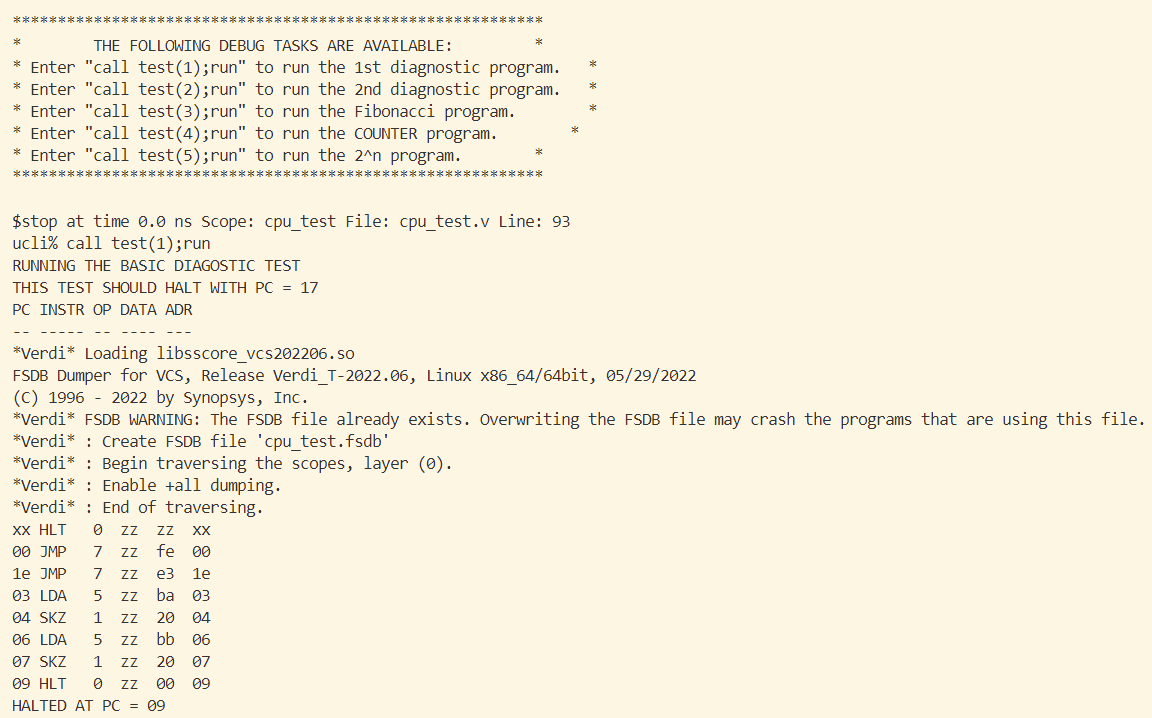 ***********************************************************
*        THE FOLLOWING DEBUG TASKS ARE AVAILABLE:         *
* Enter "call test(1);run" to run the 1st diagnostic program.   *
* Enter "call test(2);run" to run the 2nd diagnostic program.   *
* Enter "call test(3);run" to run the Fibonacci program.        *
* Enter "call test(4);run" to run the COUNTER program.        *
* Enter "call test(5);run" to run the 2^n program.        *
***********************************************************

$stop at time 0.0 ns Scope: cpu_test File: cpu_test.v Line: 93
ucli% call test(1);run
RUNNING THE BASIC DIAGOSTIC TEST
THIS TEST SHOULD HALT WITH PC = 17
PC INSTR OP DATA ADR
-- ----- -- ---- ---
*Verdi* Loading libsscore_vcs202206.so
FSDB Dumper for VCS, Release Verdi_T-2022.06, Linux x86_64/64bit, 05/29/2022
(C) 1996 - 2022 by Synopsys, Inc.
*Verdi* FSDB WARNING: The FSDB file already exists. Overwriting the FSDB file may crash the programs that are using this file.
*Verdi* : Create FSDB file 'cpu_test.fsdb'
*Verdi* : Begin traversing the scopes, layer (0).
*Verdi* : Enable +all dumping.
*Verdi* : End of traversing.
xx HLT   0  zz  zz  xx
00 JMP   7  zz  fe  00
1e JMP   7  zz  e3  1e
03 LDA   5  zz  ba  03
04 SKZ   1  zz  20  04
06 LDA   5  zz  bb  06
07 SKZ   1  zz  20  07
09 HLT   0  zz  00  09
HALTED AT PC = 09